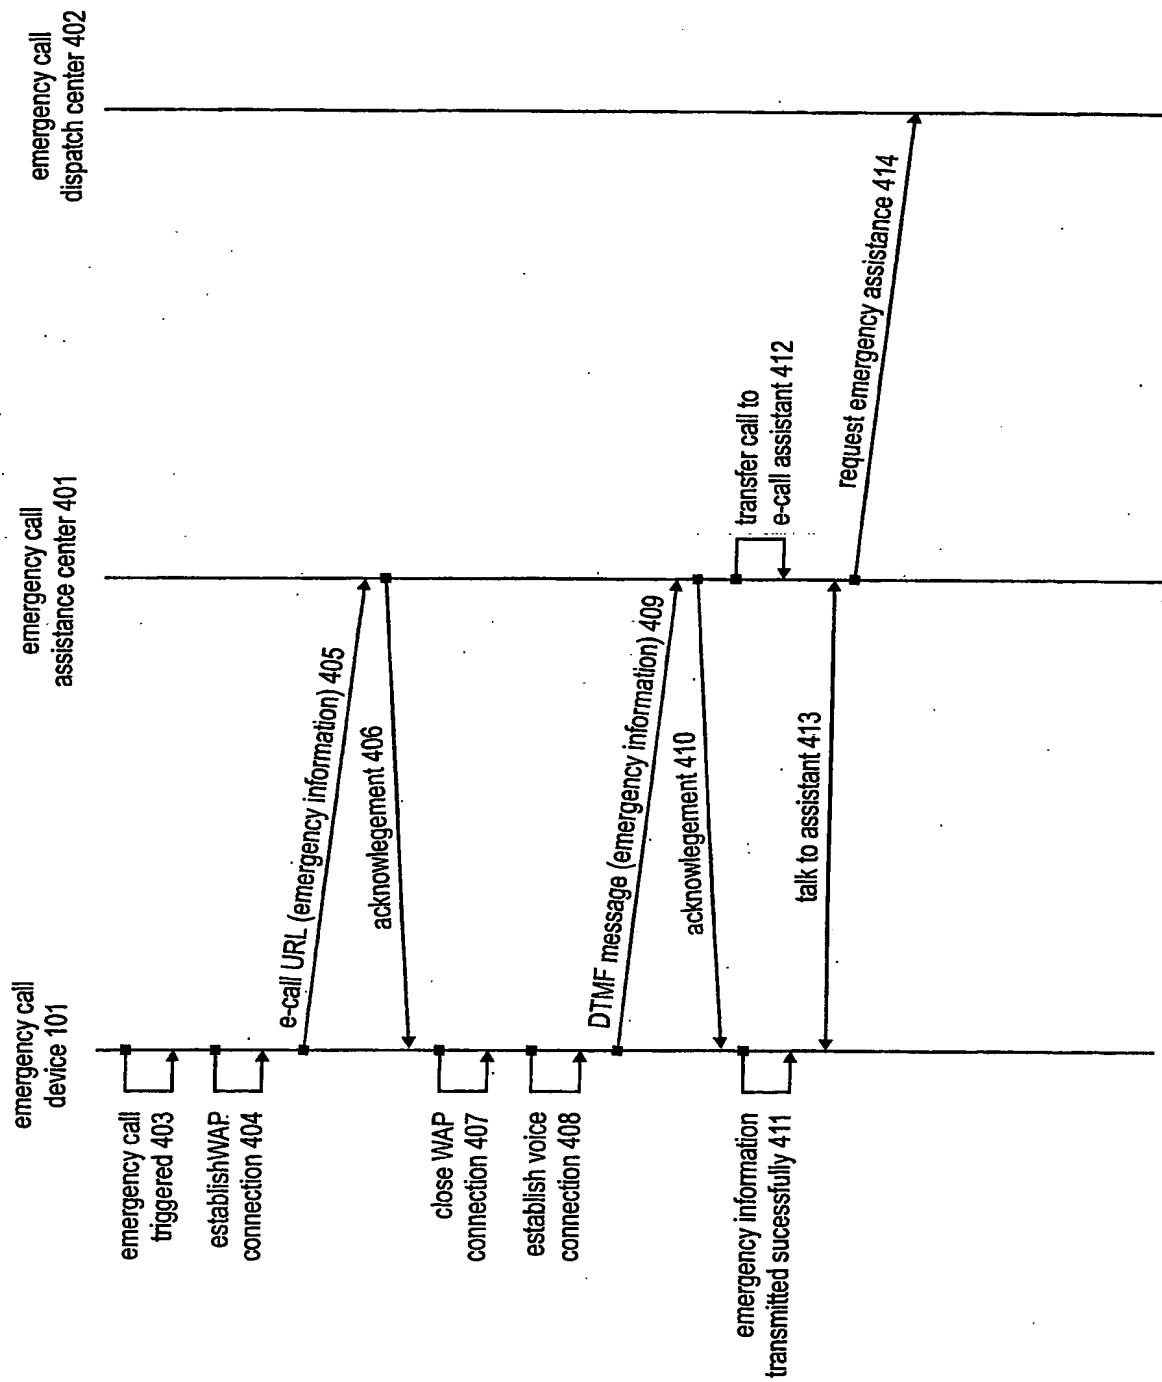 emergency call
device 101
emergency call
assistance center 401
emergency call
dispatch center 402
emergency call
triggered 403
establishWAP.
connection 404
e-call URL (emergency information) 405
acknowlegement 406
close WAP
connection 407
establish voice
connection 408
DTMF message (emergency information) 409
acknowlegement 410
emergency information
transmitted sucessfully 411
transfer call to
e-call assistant 412
talk to assistant 413
request emergency assistance 414